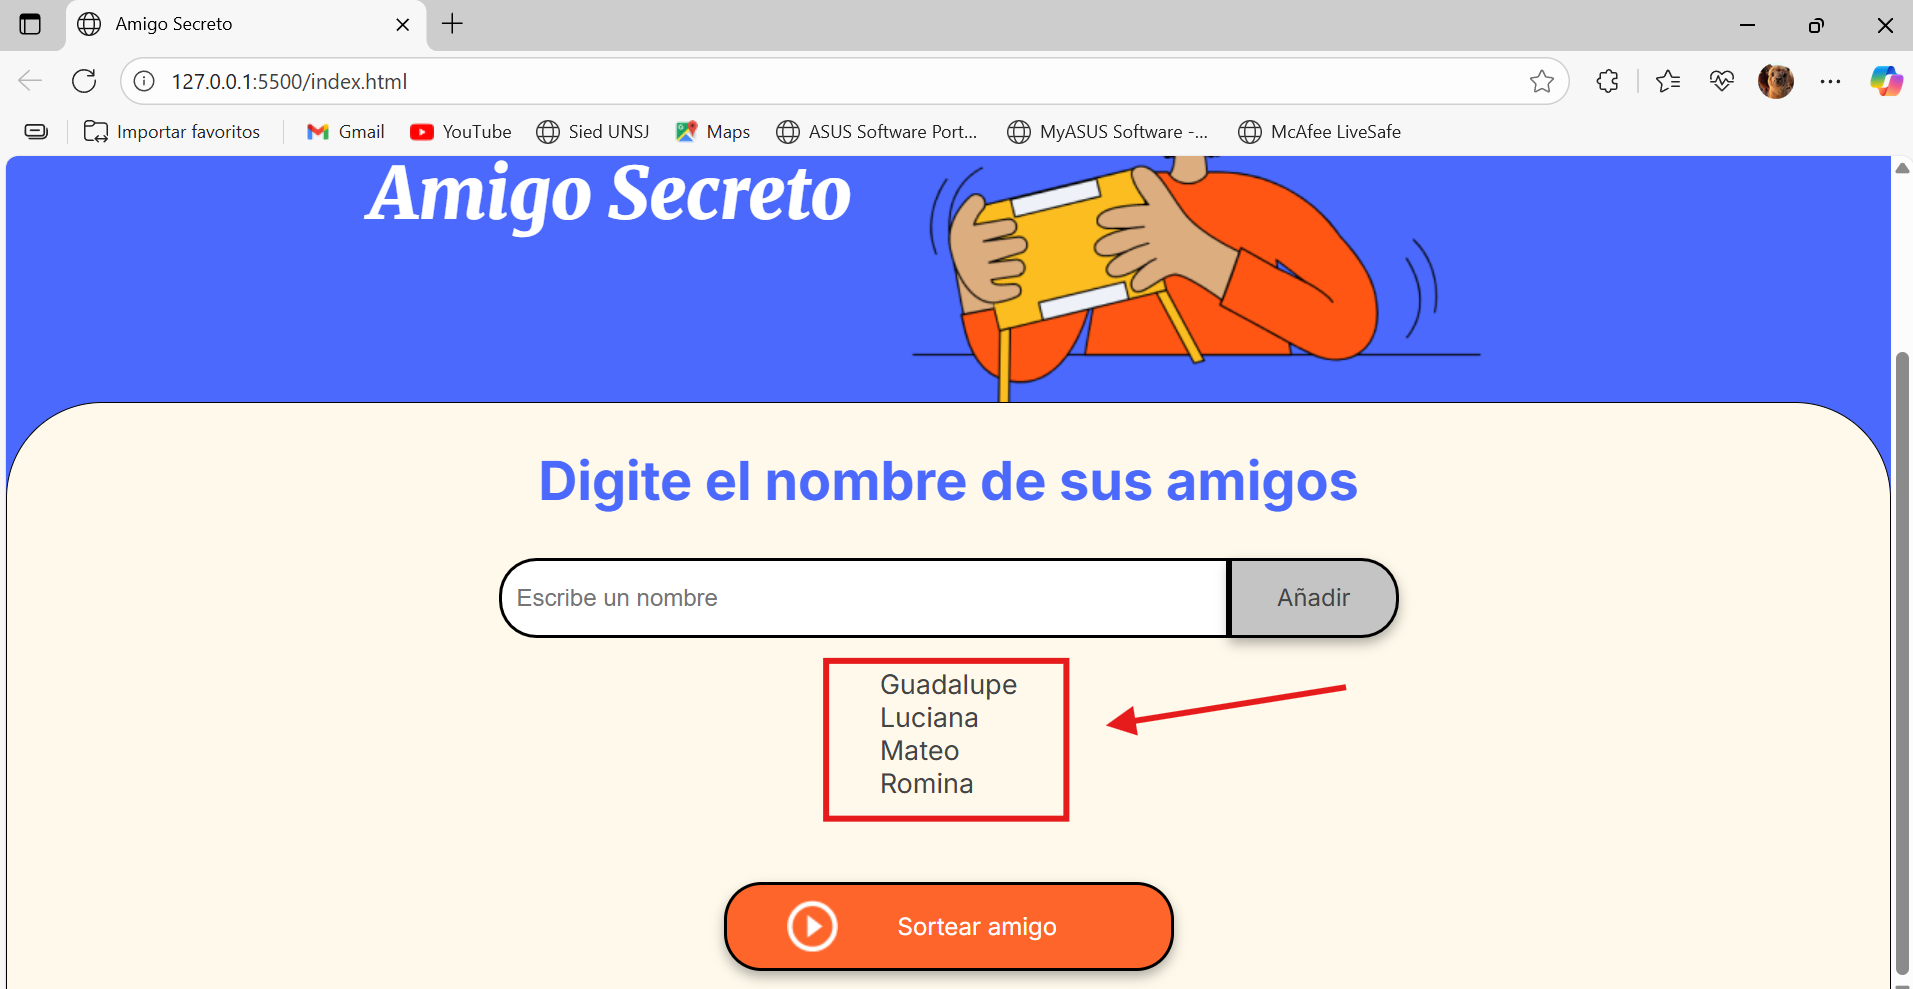 Amigo Secreto
127.0.0.1:5500/index.html
Importar favoritos
Gmail
YouTube
Sied UNSJ
Maps
ASUS Software Port...
MyASUS Software -...
McAfee LiveSafe
Amigo Secreto
Digite el nombre de sus amigos
Escribe un nombre
Añadir
Guadalupe
Luciana
Mateo
Romina
Sortear amigo